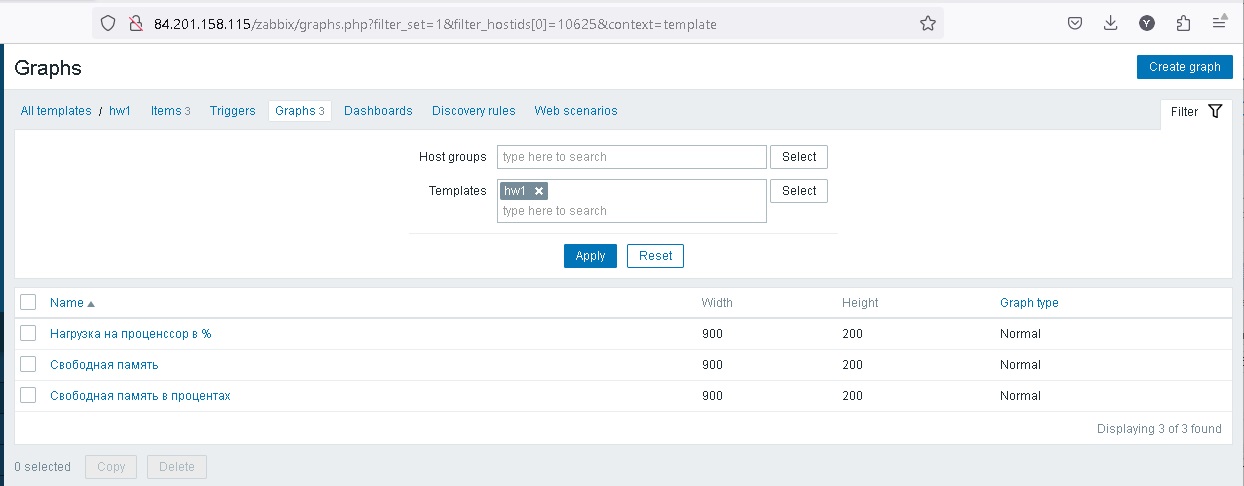 84.201.158.115/zabbix/graphs.php?filter_set=1&filter_hostids[0]=10625&context=template
Graphs
Create graph
All templates / hw1 Items 3 Triggers Graphs 3 Dashboards Discovery rules Web scenarios
Filter
Host groups type here to search Select
Templates hw1 Select
type here to search
Apply Reset
Name Width Height Graph type
Нагрузка на проценссор в % 900 200 Normal
Свободная память 900 200 Normal
Свободная память в процентах 900 200 Normal
Displaying 3 of 3 found
0 selected Copy Delete